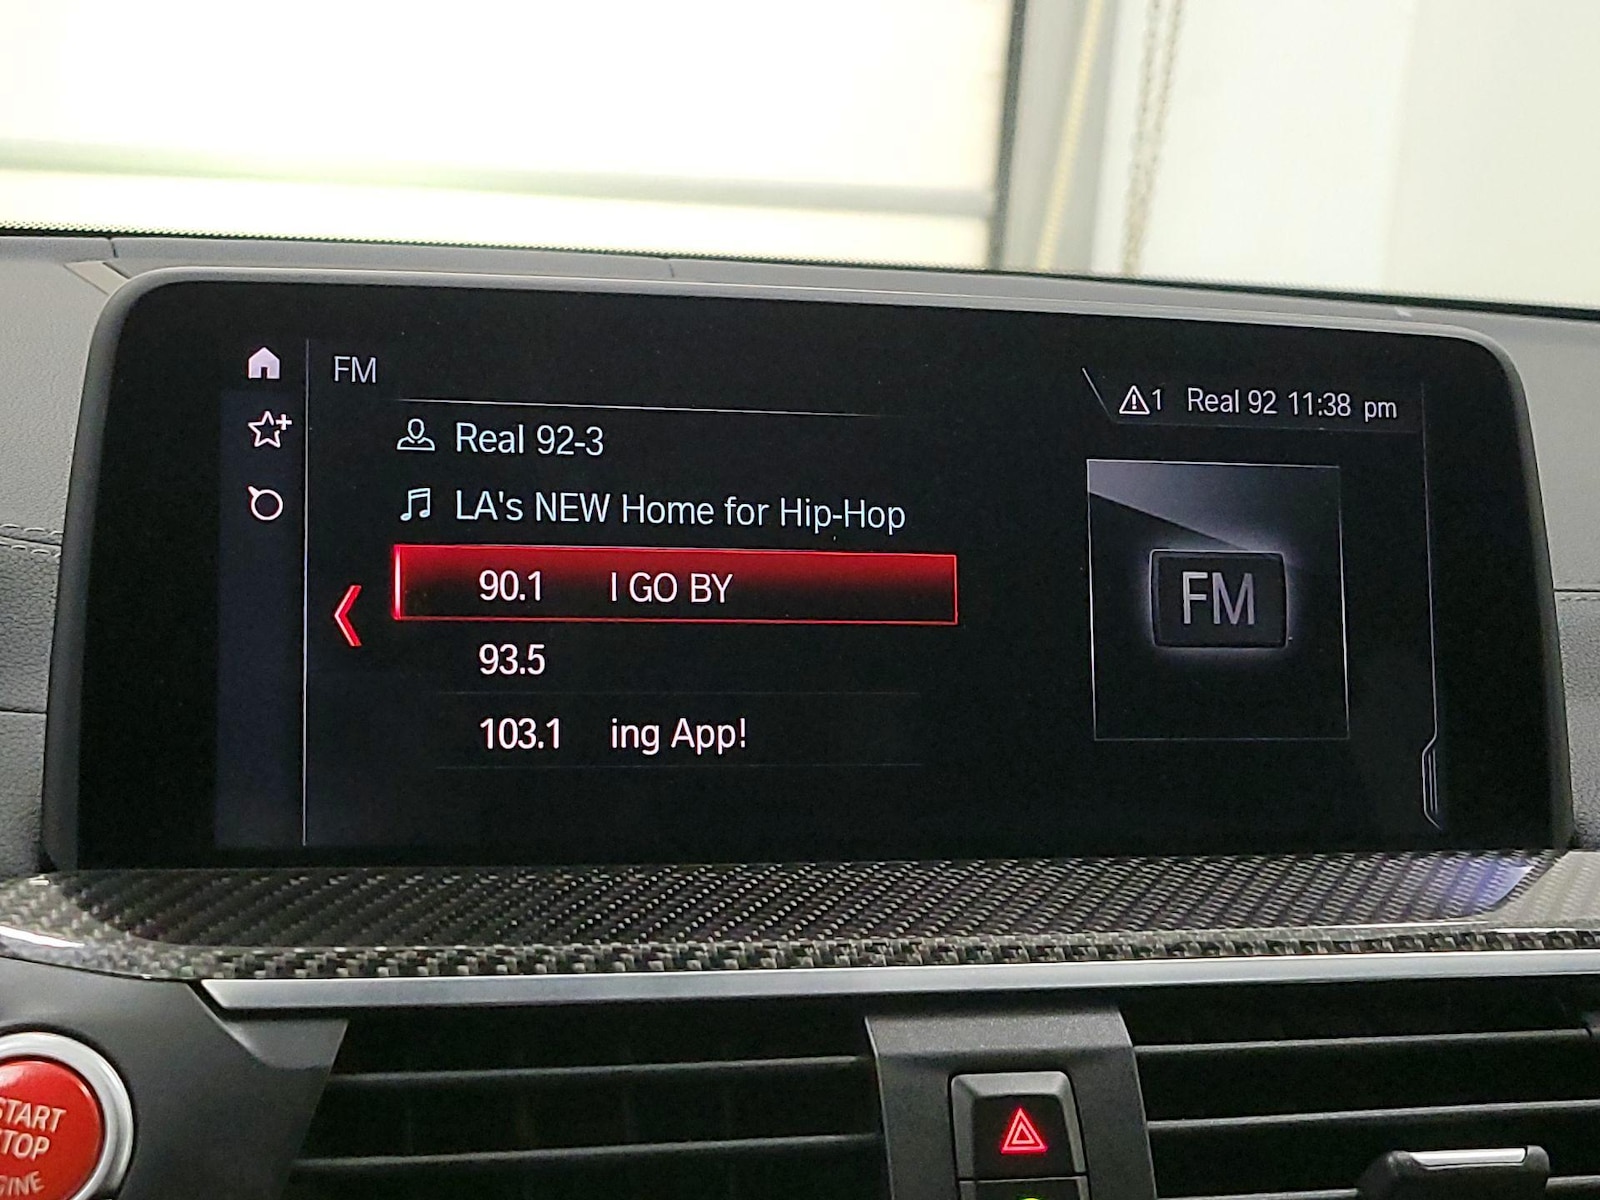 FM
1 Real 92 11:38 pm
Real 92-3
LA's NEW Home for Hip-Hop
90.1 I GO BY
93.5
103.1 ing App!
FM
START